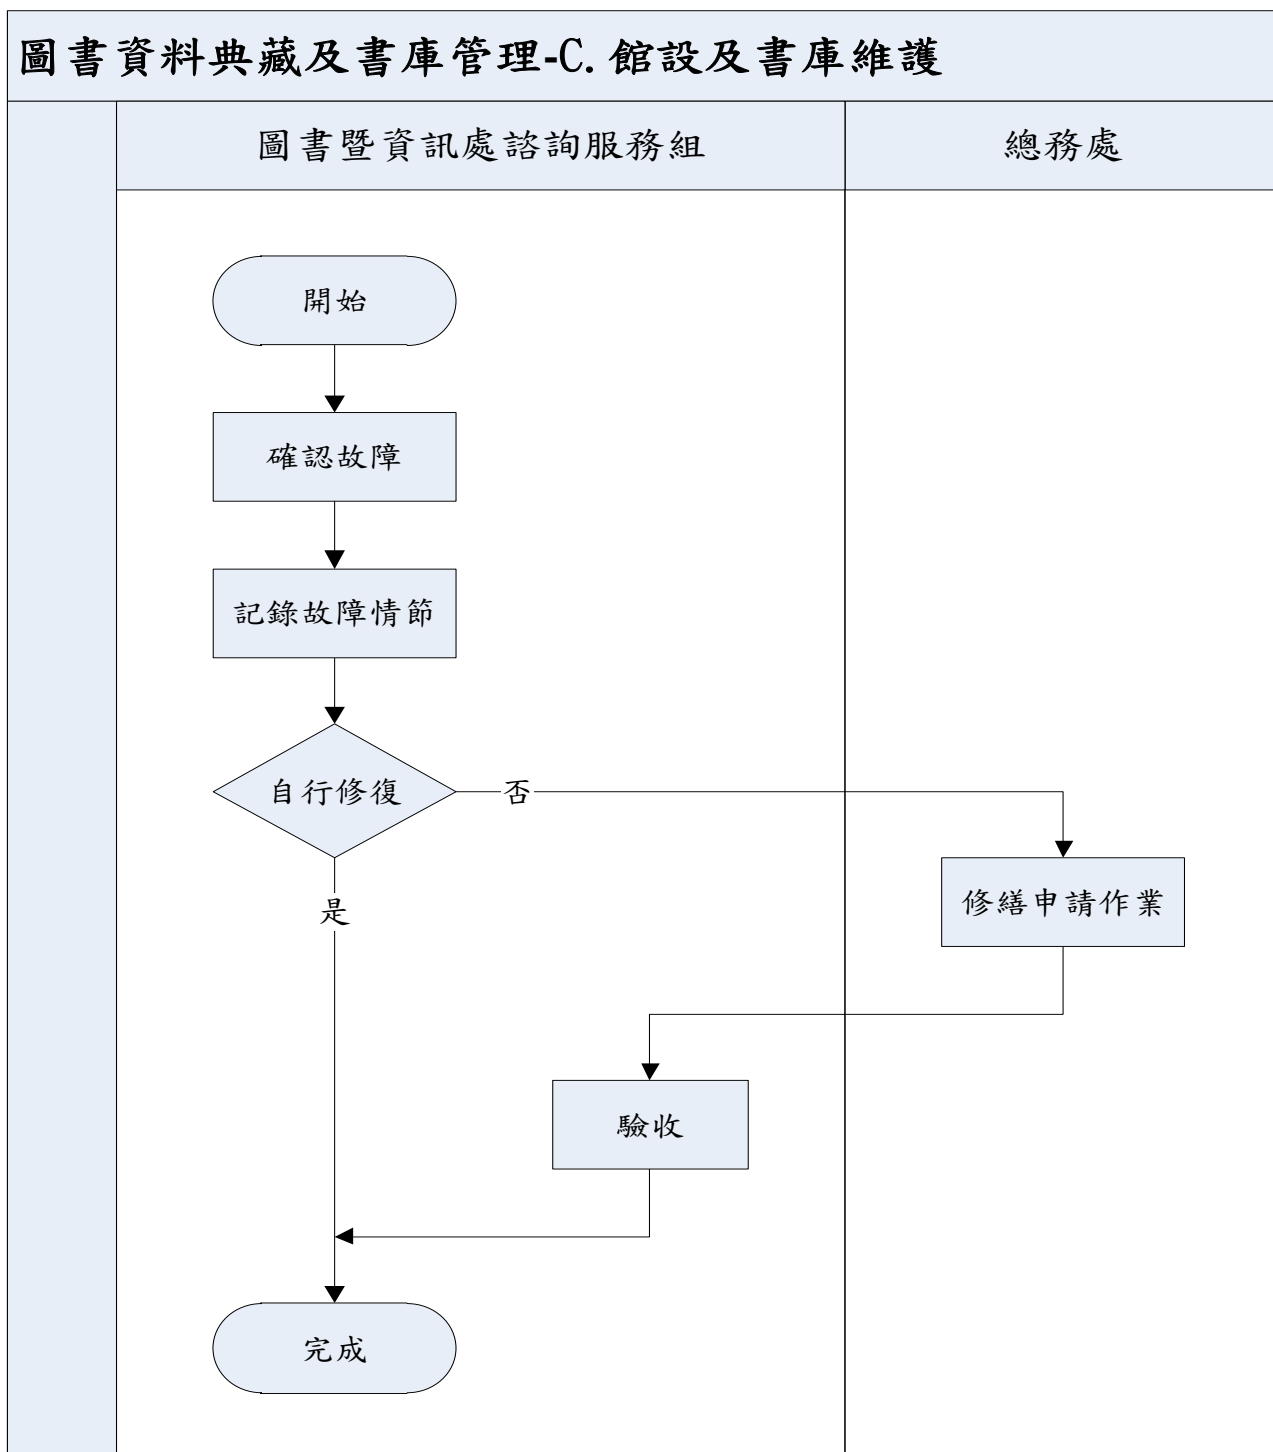 圖書資料典藏及書庫管理-C. 館設及書庫維護
圖書暨資訊處諮詢服務組
總務處
開始
確認故障
記錄故障情節
自行修復
否
是
修繕申請作業
驗收
完成